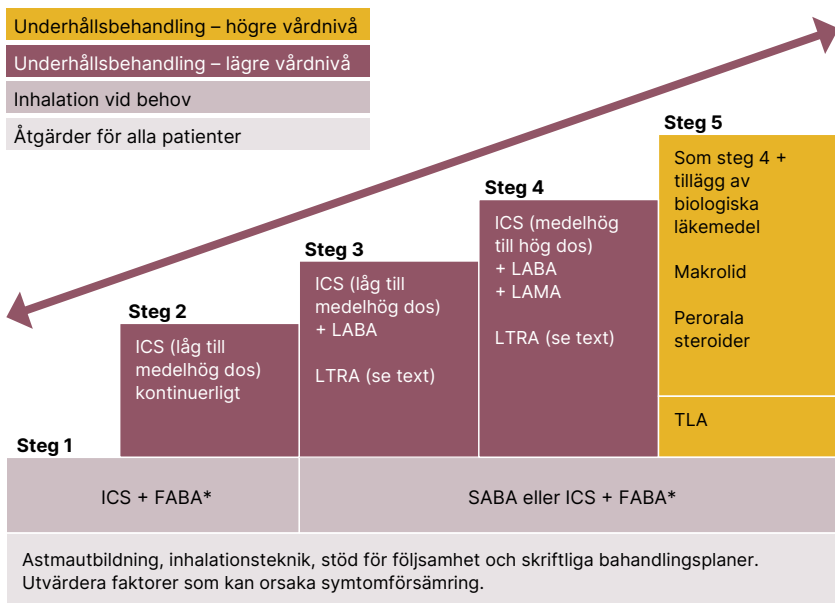 Underhållsbehandling – högre vårdnivå
Underhållsbehandling – lägre vårdnivå
Inhalation vid behov
Åtgärder för alla patienter
Steg 1
Steg 2
ICS (låg till
medelhög dos)
kontinuerligt
Steg 3
ICS (låg till
medelhög dos)
+ LABA
LTRA (se text)
Steg 4
ICS (medelhög
till hög dos)
+ LABA
+ LAMA
LTRA (se text)
Steg 5
Som steg 4 +
tillägg av
biologiska
läkemedel
Makrolid
Perorala
steroider
TLA
ICS + FABA*
SABA eller ICS + FABA*
Astmautbildning, inhalationsteknik, stöd för följsamhet och skriftliga bahandlingsplaner.
Utvärdera faktorer som kan orsaka symtomförsämring.